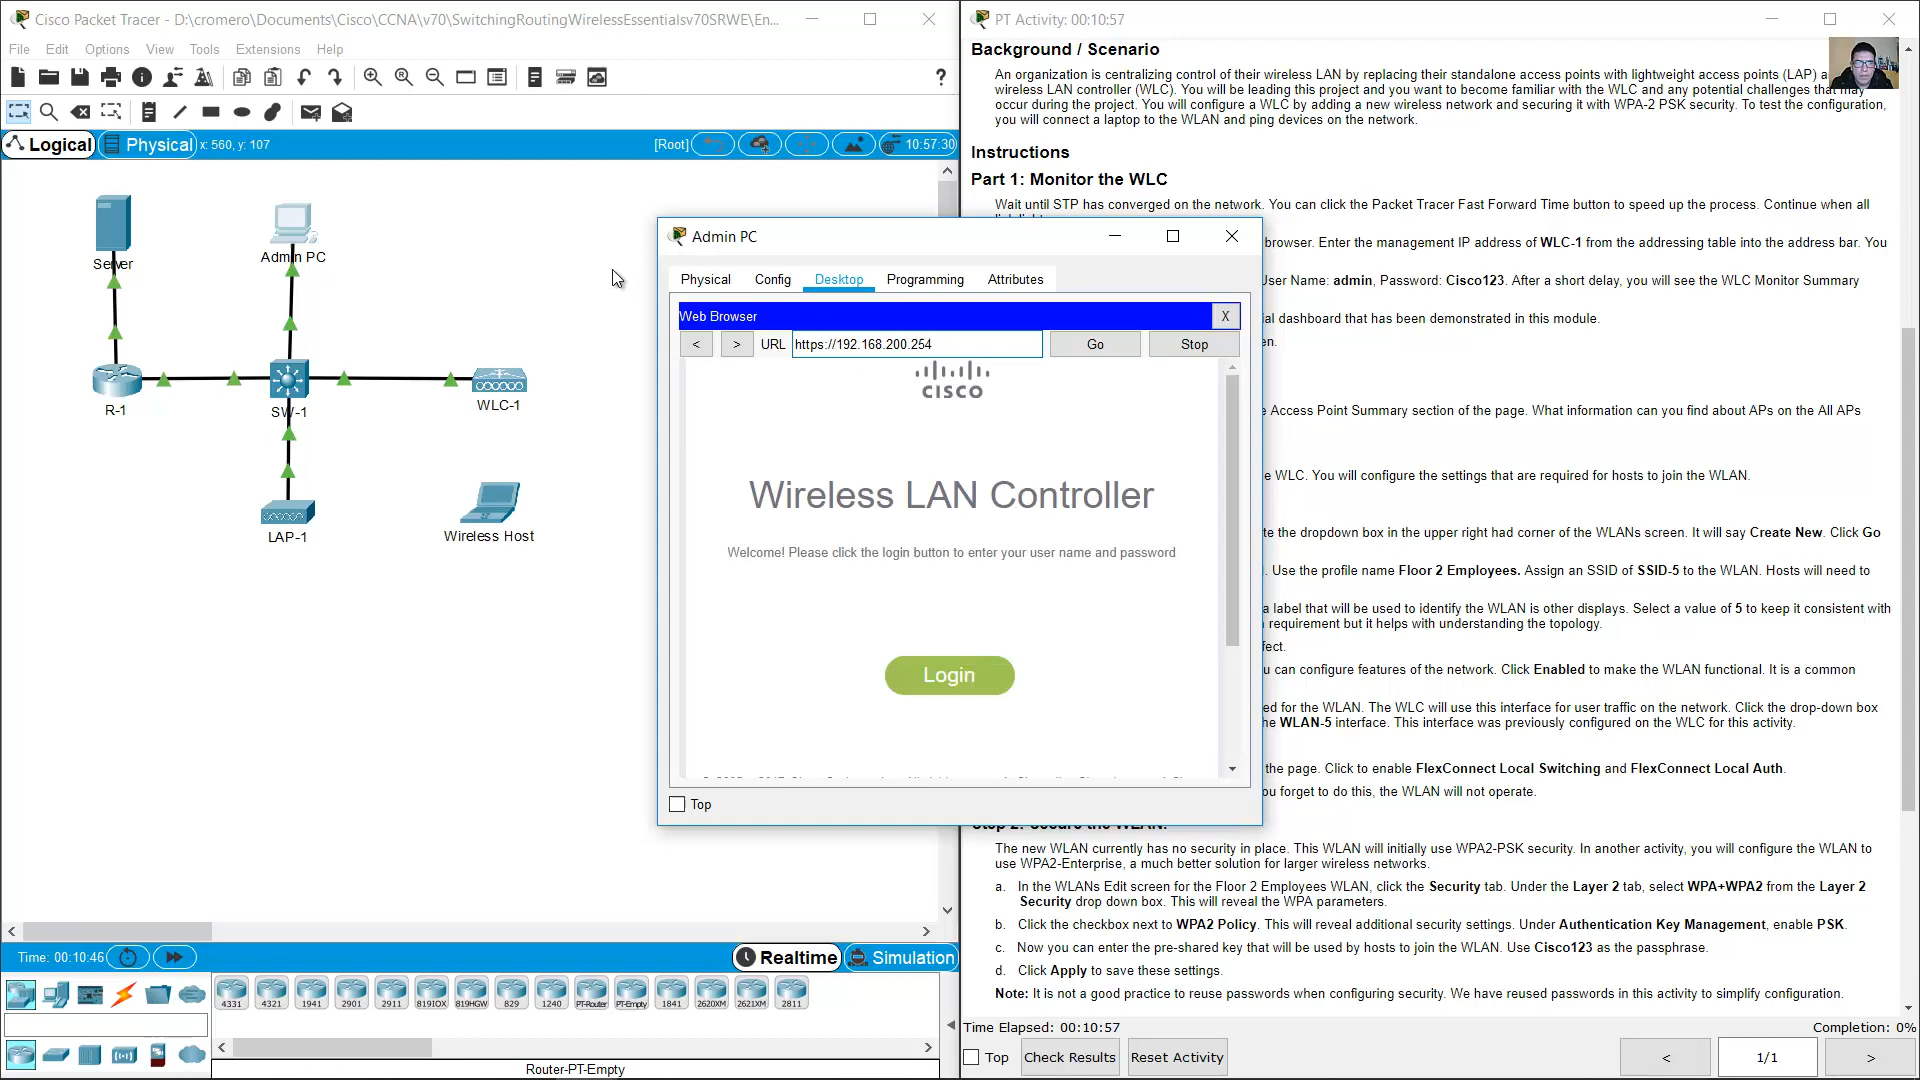 Cisco Packet Tracer - D:\cromero\Documents\Cisco\CCNA\v70\SwitchingRoutingWirelessEssentialsv70SRWE\En...
File Edit Options View Tools Extensions Help
?
Logical Physical x: 560, y: 107
[Root] 10:57:30
Server
Admin PC
R-1
SW-1
WLC-1
LAP-1
Wireless Host
Time: 00:10:46
Realtime Simulation
4331 4321 1941 2901 2911 819IOX 819HGW 829 1240 PT-Router PT-Empty 1841 2620XM 2621XM 2811
Router-PT-Empty
Admin PC
Physical Config Desktop Programming Attributes
Web Browser X
< > URL https://192.168.200.254 Go Stop
CISCO
Wireless LAN Controller
Welcome! Please click the login button to enter your user name and password
Login
Top
PT Activity: 00:10:57
Background / Scenario
An organization is centralizing control of their wireless LAN by replacing their standalone access points with lightweight access points (LAP) a
wireless LAN controller (WLC). You will be leading this project and you want to become familiar with the WLC and any potential challenges that may
occur during the project. You will configure a WLC by adding a new wireless network and securing it with WPA-2 PSK security. To test the configuration,
you will connect a laptop to the WLAN and ping devices on the network.
Instructions
Part 1: Monitor the WLC
Wait until STP has converged on the network. You can click the Packet Tracer Fast Forward Time button to speed up the process. Continue when all
browser. Enter the management IP address of WLC-1 from the addressing table into the address bar. You
User Name: admin, Password: Cisco123. After a short delay, you will see the WLC Monitor Summary
al dashboard that has been demonstrated in this module.
en.
e Access Point Summary section of the page. What information can you find about APs on the All APs
e WLC. You will configure the settings that are required for hosts to join the WLAN.
te the dropdown box in the upper right had corner of the WLANs screen. It will say Create New. Click Go
. Use the profile name Floor 2 Employees. Assign an SSID of SSID-5 to the WLAN. Hosts will need to
a label that will be used to identify the WLAN is other displays. Select a value of 5 to keep it consistent with
requirement but it helps with understanding the topology.
fect.
u can configure features of the network. Click Enabled to make the WLAN functional. It is a common
ed for the WLAN. The WLC will use this interface for user traffic on the network. Click the drop-down box
he WLAN-5 interface. This interface was previously configured on the WLC for this activity.
the page. Click to enable FlexConnect Local Switching and FlexConnect Local Auth.
ou forget to do this, the WLAN will not operate.
Step 2: Secure the WLAN.
The new WLAN currently has no security in place. This WLAN will initially use WPA2-PSK security. In another activity, you will configure the WLAN to
use WPA2-Enterprise, a much better solution for larger wireless networks.
a. In the WLANs Edit screen for the Floor 2 Employees WLAN, click the Security tab. Under the Layer 2 tab, select WPA+WPA2 from the Layer 2
Security drop down box. This will reveal the WPA parameters.
b. Click the checkbox next to WPA2 Policy. This will reveal additional security settings. Under Authentication Key Management, enable PSK.
c. Now you can enter the pre-shared key that will be used by hosts to join the WLAN. Use Cisco123 as the passphrase.
d. Click Apply to save these settings.
Note: It is not a good practice to reuse passwords when configuring security. We have reused passwords in this activity to simplify configuration.
Time Elapsed: 00:10:57 Completion: 0%
Top Check Results Reset Activity < 1/1 >